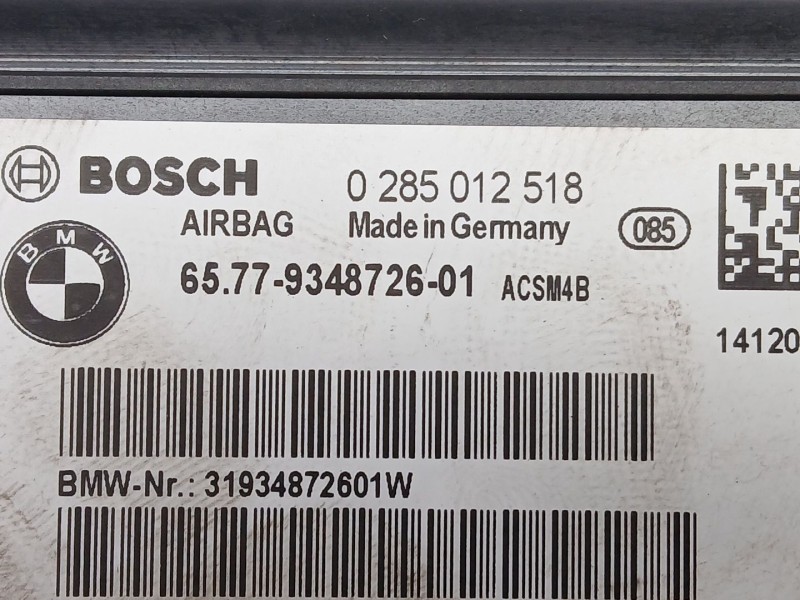 BOSCH 0 285 012 518
AIRBAG Made in Germany 085
BMW
65.77-9348726-01 ACSM4B
14120
BMW-Nr.: 31934872601W